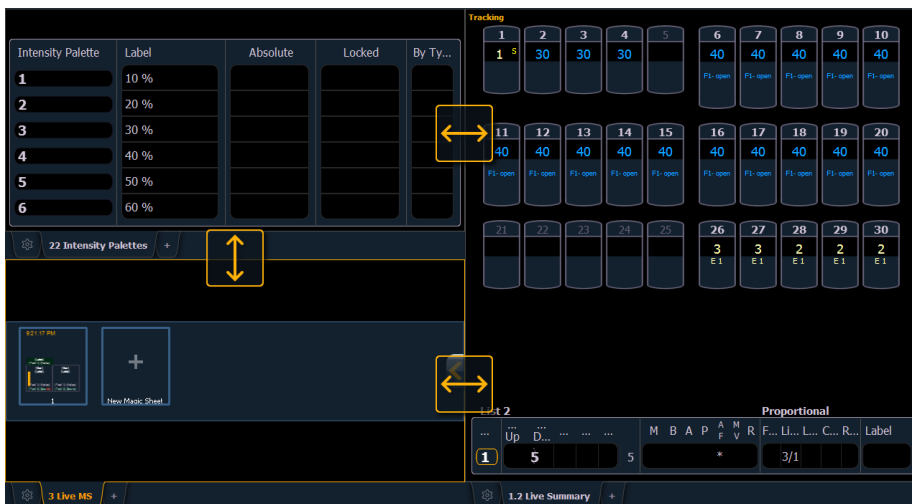 Tracking
Intensity Palette Label Absolute Locked By Ty...
1 10 %
2 20 %
3 30 %
4 40 %
5 50 %
6 60 %
22 Intensity Palettes +
1 2 3 4 5 6 7 8 9 10
1 S 30 30 30 40 40 40 40 40
F1- open F1- open F1- open F1- open F1- open
11 12 13 14 15 16 17 18 19 20
40 40 40 40 40 40 40 40 40 40
F1- open F1- open F1- open F1- open F1- open F1- open F1- open F1- open F1- open F1- open
21 22 23 24 25 26 27 28 29 30
3 3 2 2 2
E 1 E 1 E 1 E 1 E 1
9:21:17 PM
+
1 New Magic Sheet
3 Live MS +
List 2 Proportional
... ... Up ... D... ... ... ... M B A P A F M V R F... Li... L... C... R... Label
1 5 5 * 3/1
1.2 Live Summary +